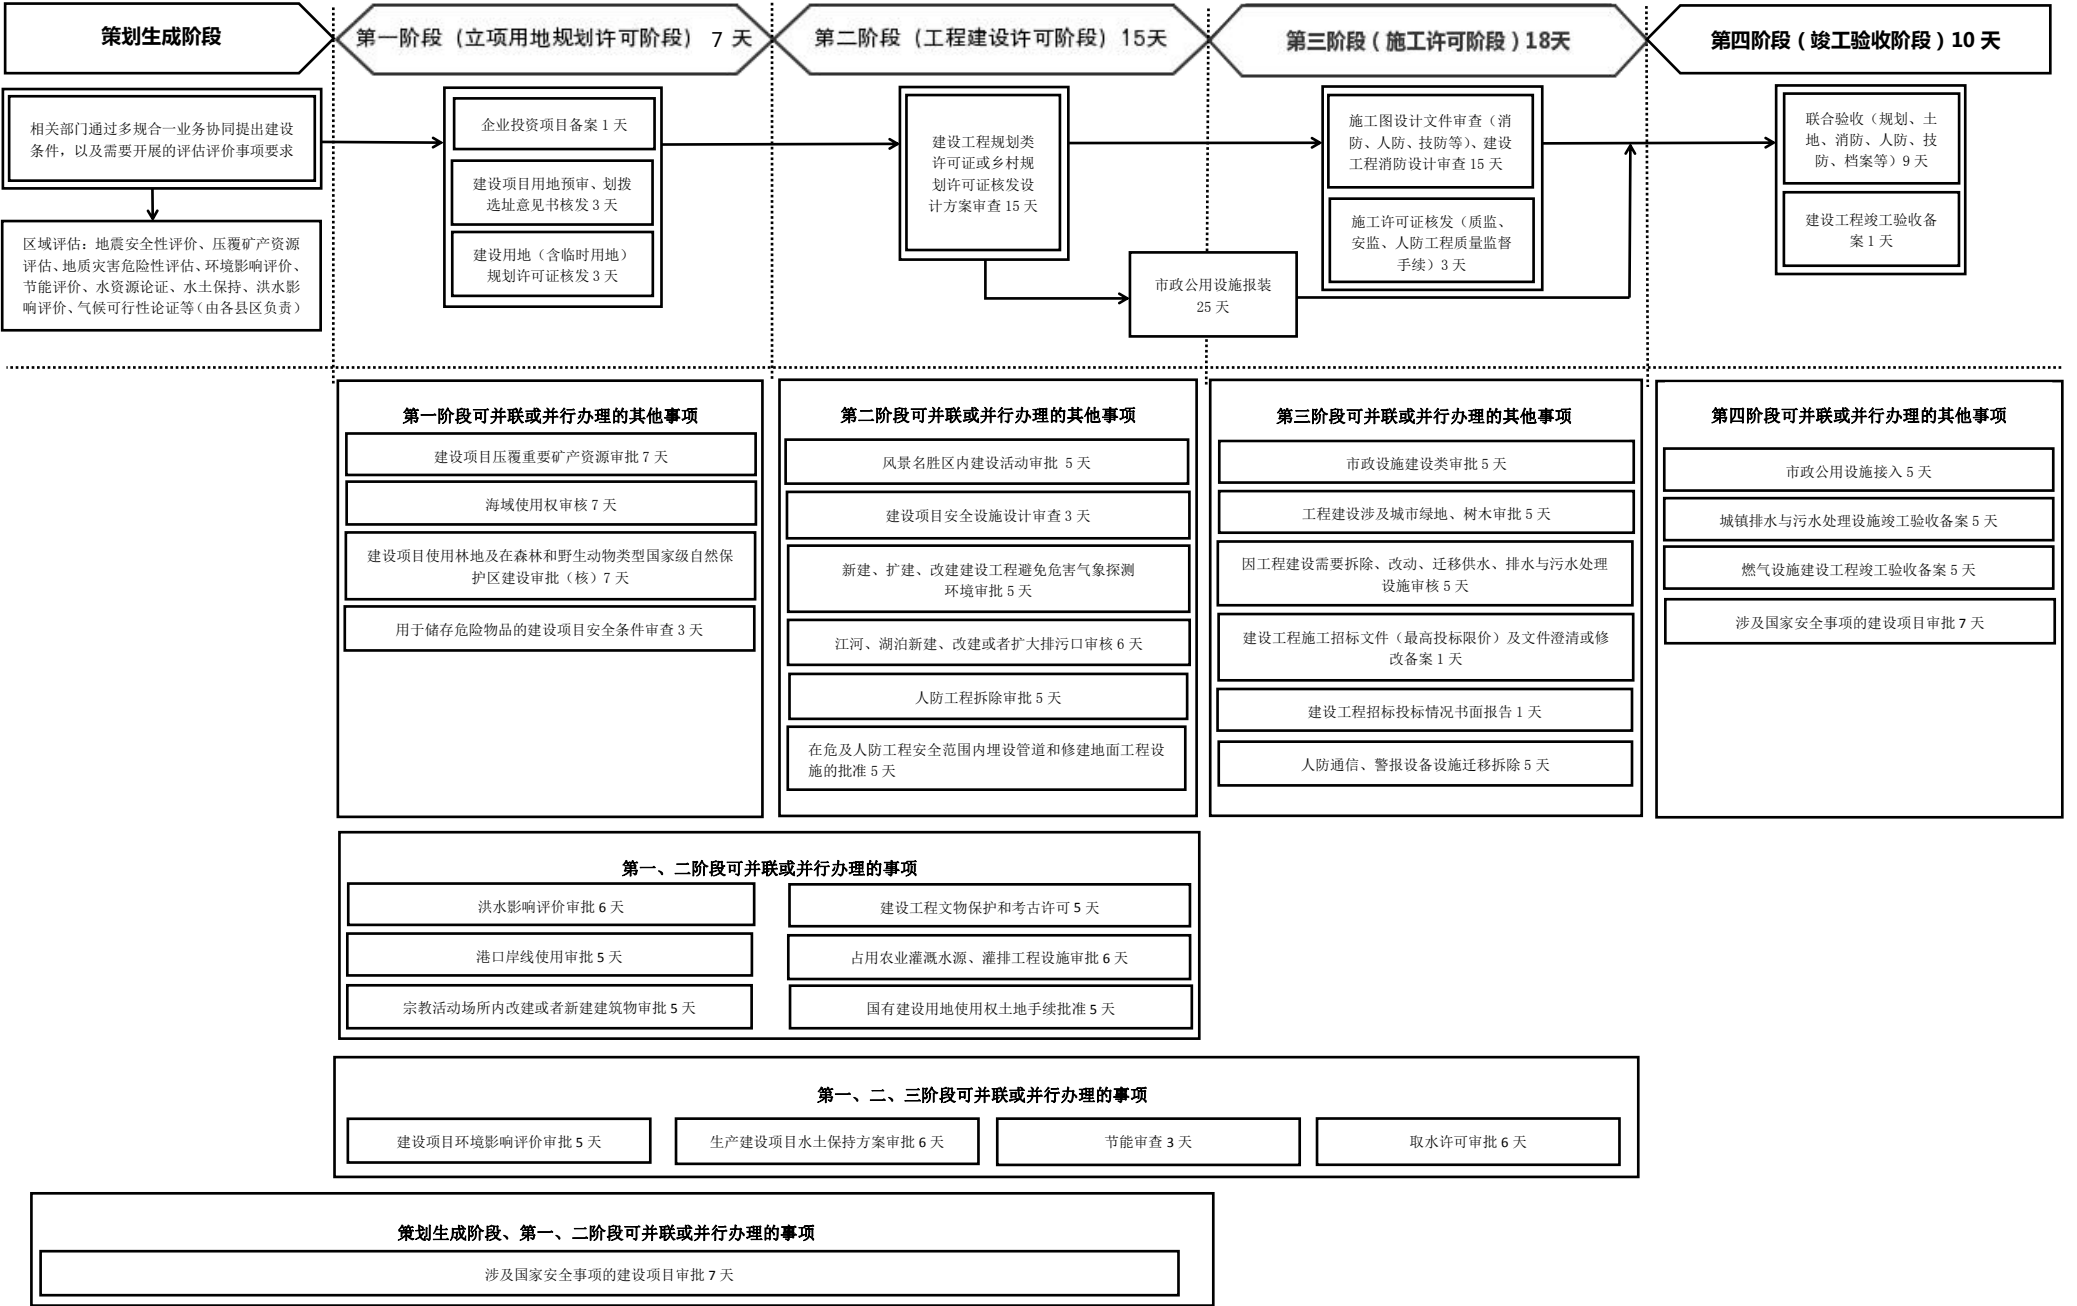 策划生成阶段
第一阶段（立项用地规划许可阶段） 7 天
第二阶段（工程建设许可阶段）15天
第三阶段（施工许可阶段）18天
第四阶段（竣工验收阶段）10 天
相关部门通过多规合一业务协同提出建设
条件，以及需要开展的评估评价事项要求
区域评估：地震安全性评价、压覆矿产资源
评估、地质灾害危险性评估、环境影响评价、
节能评价、水资源论证、水土保持、洪水影
响评价、气候可行性论证等（由各县区负责）
企业投资项目备案 1 天
建设项目用地预审、划拨
选址意见书核发 3 天
建设用地（含临时用地）
规划许可证核发 3 天
建设工程规划类
许可证或乡村规
划许可证核发设
计方案审查 15 天
市政公用设施报装
25 天
施工图设计文件审查（消
防、人防、技防等）、建设
工程消防设计审查 15 天
施工许可证核发（质监、
安监、人防工程质量监督
手续）3 天
联合验收（规划、土
地、消防、人防、技
防、档案等）9 天
建设工程竣工验收备
案 1 天
第一阶段可并联或并行办理的其他事项
建设项目压覆重要矿产资源审批 7 天
海域使用权审核 7 天
建设项目使用林地及在森林和野生动物类型国家级自然保
护区建设审批（核）7 天
用于储存危险物品的建设项目安全条件审查 3 天
第二阶段可并联或并行办理的其他事项
风景名胜区内建设活动审批 5 天
建设项目安全设施设计审查 3 天
新建、扩建、改建建设工程避免危害气象探测
环境审批 5 天
江河、湖泊新建、改建或者扩大排污口审核 6 天
人防工程拆除审批 5 天
在危及人防工程安全范围内埋设管道和修建地面工程设
施的批准 5 天
第三阶段可并联或并行办理的其他事项
市政设施建设类审批 5 天
工程建设涉及城市绿地、树木审批 5 天
因工程建设需要拆除、改动、迁移供水、排水与污水处理
设施审核 5 天
建设工程施工招标文件（最高投标限价）及文件澄清或修
改备案 1 天
建设工程招标投标情况书面报告 1 天
人防通信、警报设备设施迁移拆除 5 天
第四阶段可并联或并行办理的其他事项
市政公用设施接入 5 天
城镇排水与污水处理设施竣工验收备案 5 天
燃气设施建设工程竣工验收备案 5 天
涉及国家安全事项的建设项目审批 7 天
第一、二阶段可并联或并行办理的事项
洪水影响评价审批 6 天
建设工程文物保护和考古许可 5 天
港口岸线使用审批 5 天
占用农业灌溉水源、灌排工程设施审批 6 天
宗教活动场所内改建或者新建建筑物审批 5 天
国有建设用地使用权土地手续批准 5 天
第一、二、三阶段可并联或并行办理的事项
建设项目环境影响评价审批 5 天
生产建设项目水土保持方案审批 6 天
节能审查 3 天
取水许可审批 6 天
策划生成阶段、第一、二阶段可并联或并行办理的事项
涉及国家安全事项的建设项目审批 7 天